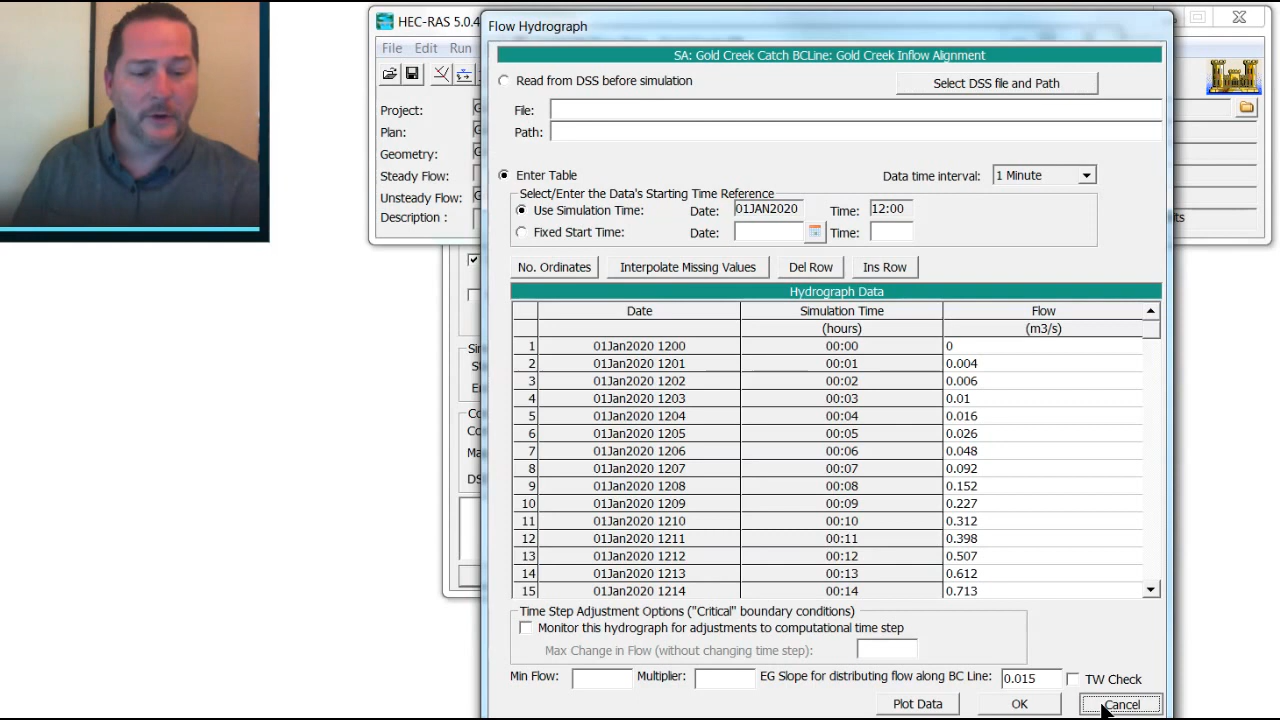 HEC-RAS 5.0.4
File Edit Run
Project:
Plan:
Geometry:
Steady Flow:
Unsteady Flow:
Description :
Flow Hydrograph
SA: Gold Creek Catch BCLine: Gold Creek Inflow Alignment
Read from DSS before simulation
Select DSS file and Path
File:
Path:
Enter Table
Data time interval: 1 Minute
Select/Enter the Data's Starting Time Reference
Use Simulation Time: Date: 01JAN2020 Time: 12:00
Fixed Start Time: Date: Time:
No. Ordinates Interpolate Missing Values Del Row Ins Row
Hydrograph Data
Date Simulation Time Flow
(hours) (m3/s)
1 01Jan2020 1200 00:00 0
2 01Jan2020 1201 00:01 0.004
3 01Jan2020 1202 00:02 0.006
4 01Jan2020 1203 00:03 0.01
5 01Jan2020 1204 00:04 0.016
6 01Jan2020 1205 00:05 0.026
7 01Jan2020 1206 00:06 0.048
8 01Jan2020 1207 00:07 0.092
9 01Jan2020 1208 00:08 0.152
10 01Jan2020 1209 00:09 0.227
11 01Jan2020 1210 00:10 0.312
12 01Jan2020 1211 00:11 0.398
13 01Jan2020 1212 00:12 0.507
14 01Jan2020 1213 00:13 0.612
15 01Jan2020 1214 00:14 0.713
Time Step Adjustment Options ("Critical" boundary conditions)
Monitor this hydrograph for adjustments to computational time step
Max Change in Flow (without changing time step):
Min Flow: Multiplier: EG Slope for distributing flow along BC Line: 0.015 TW Check
Plot Data OK Cancel